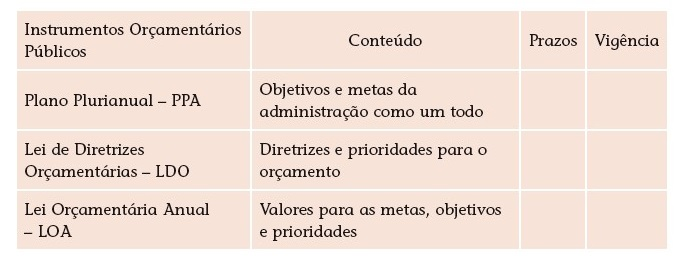 Instrumentos Orçamentários
Públicos
Conteúdo
Prazos
Vigência
Plano Plurianual – PPA
Objetivos e metas da
administração como um todo
Lei de Diretrizes
Orçamentárias – LDO
Diretrizes e prioridades para o
orçamento
Lei Orçamentária Anual
– LOA
Valores para as metas, objetivos
e prioridades